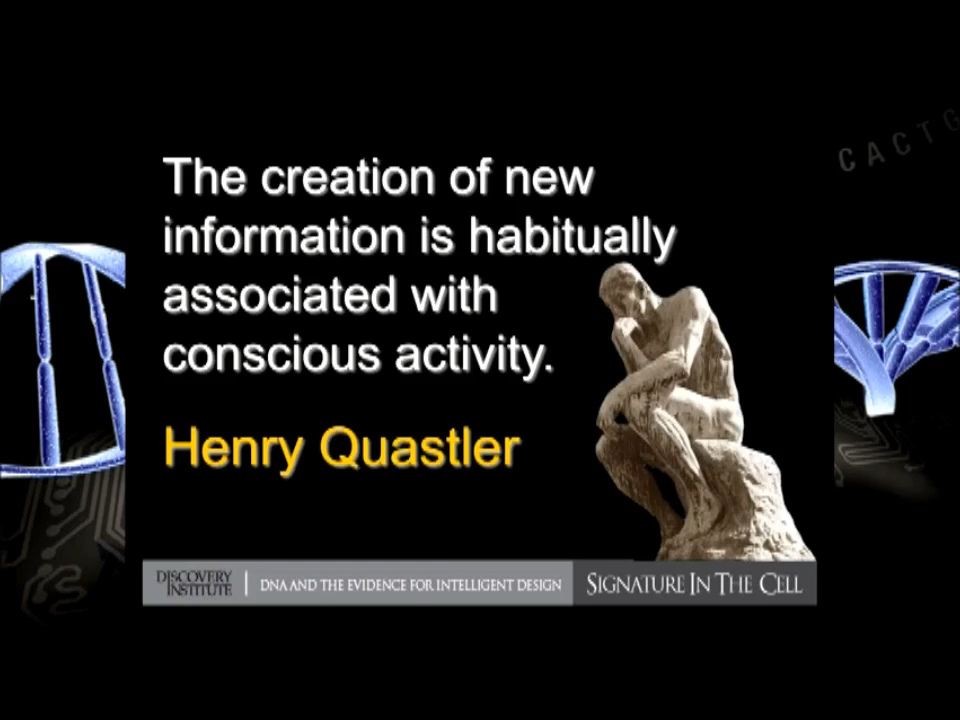 CACTG
The creation of new
information is habitually
associated with
conscious activity.
Henry Quastler
DISCOVERY
INSTITUTE
DNA AND THE EVIDENCE FOR INTELLIGENT DESIGN
SIGNATURE IN THE CELL